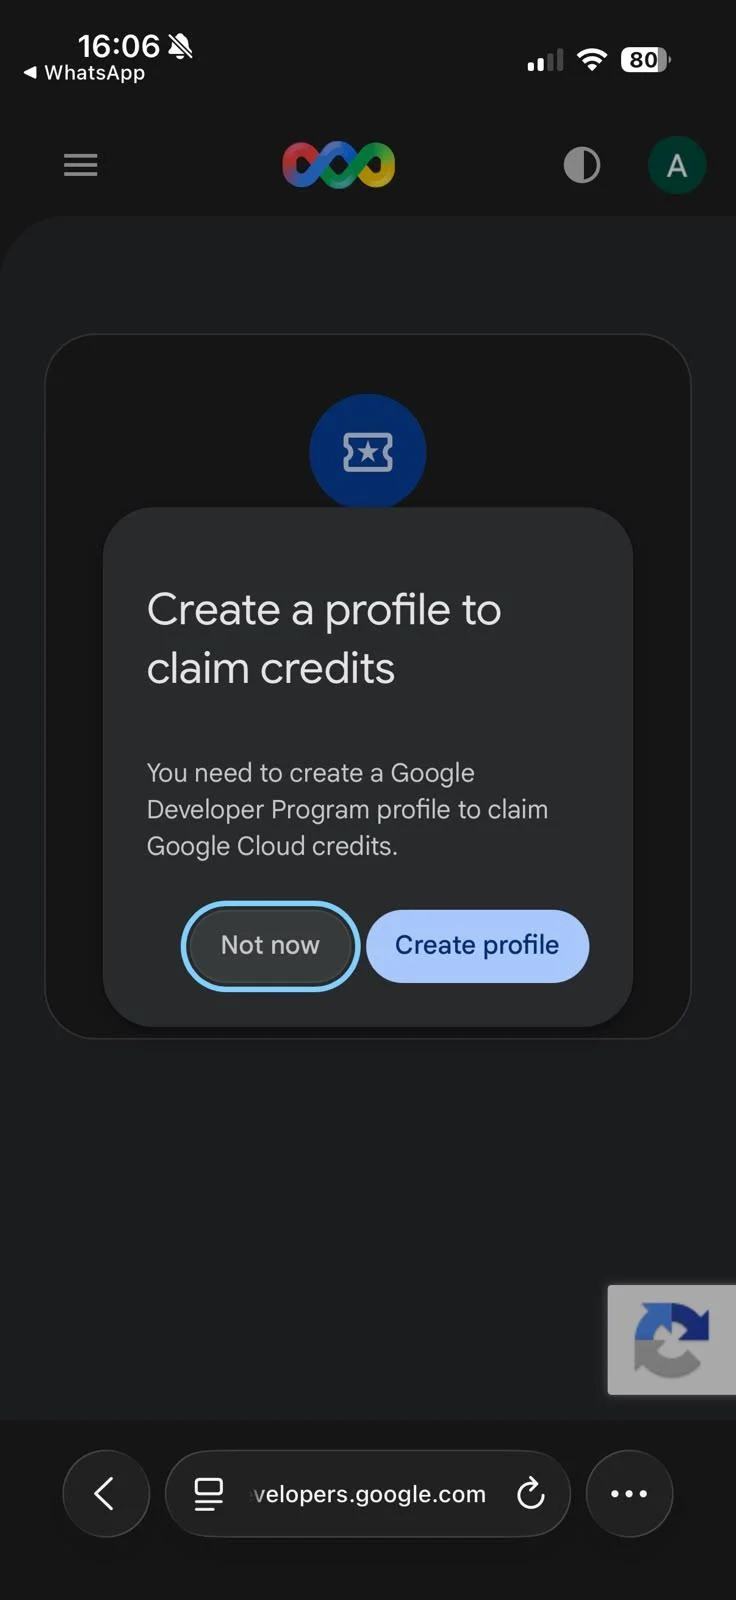 16:06
80
WhatsApp
A
Create a profile to
claim credits
You need to create a Google
Developer Program profile to claim
Google Cloud credits.
Not now
Create profile
velopers.google.com